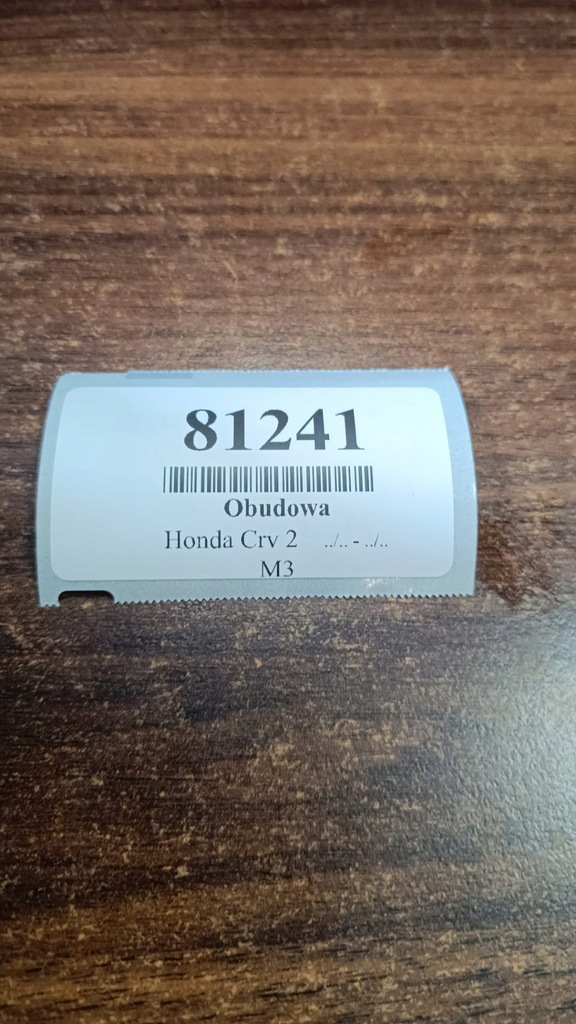 81241
Obudowa
Honda Crv 2 ../.. - ../..
M3